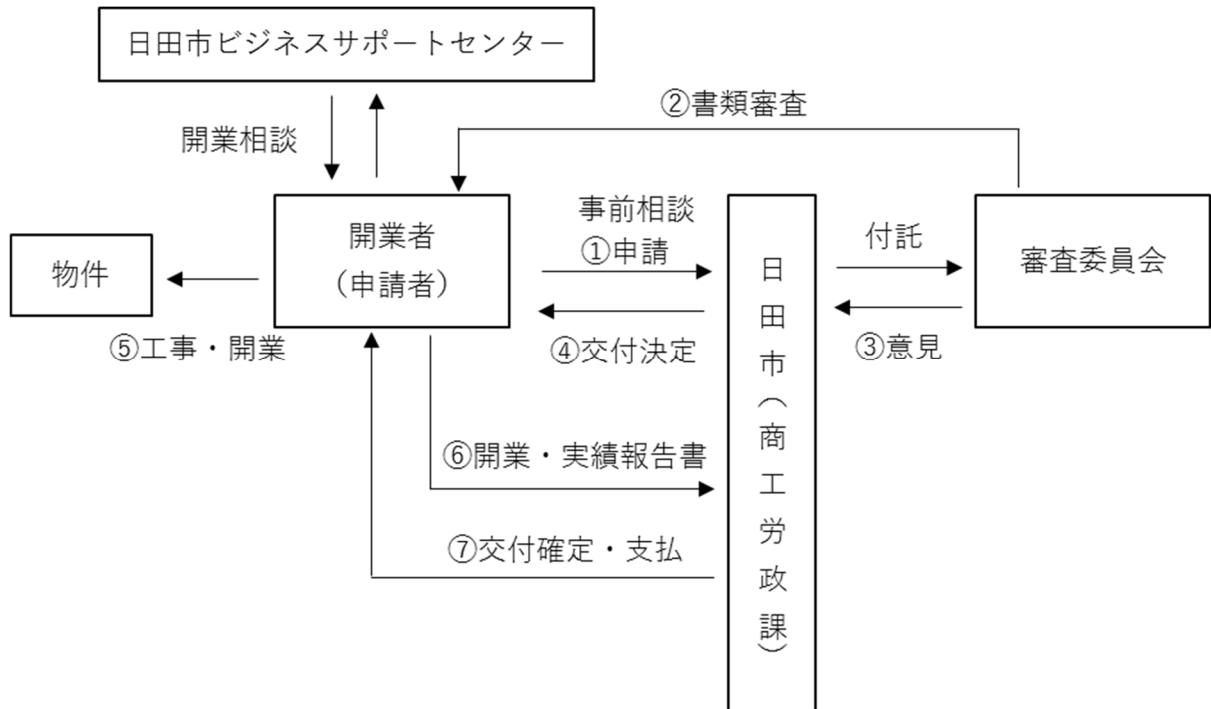 日田市ビジネスサポートセンター
開業相談
②書類審査
開業者
（申請者）
物件
事前相談
①申請
付託
審査委員会
④交付決定
③意見
⑤工事・開業
⑥開業・実績報告書
⑦交付確定・支払
日田市（商工労政課）